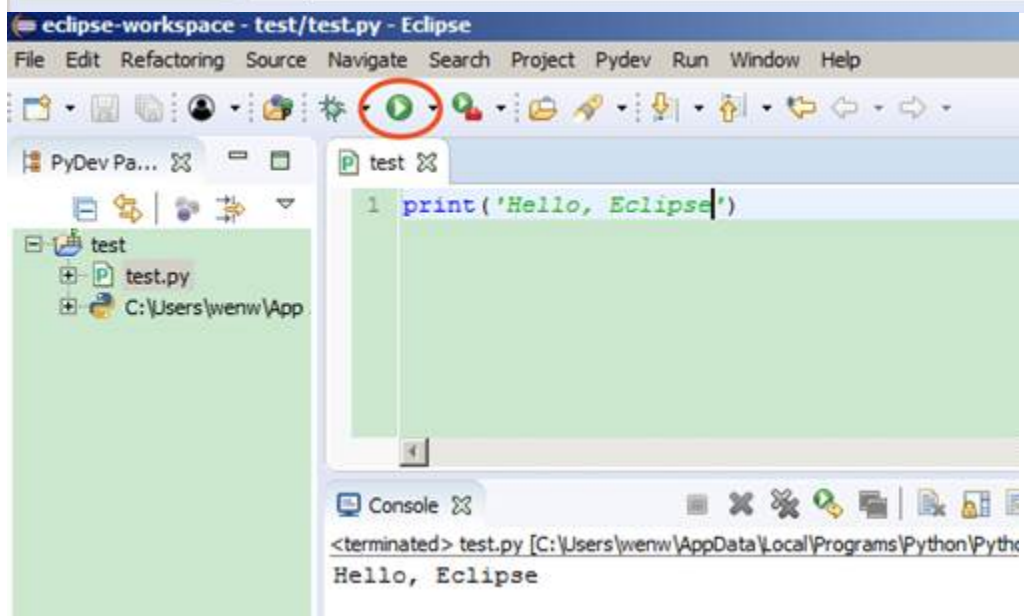 eclipse-workspace - test/test.py - Eclipse
File Edit Refactoring Source Navigate Search Project Pydev Run Window Help
PyDev Pa...
test
1 print('Hello, Eclipse')
test
test.py
C:\Users\wenw\App
Console
<terminated> test.py [C:\Users\wenw\AppData\Local\Programs\Python\Pytho
Hello, Eclipse